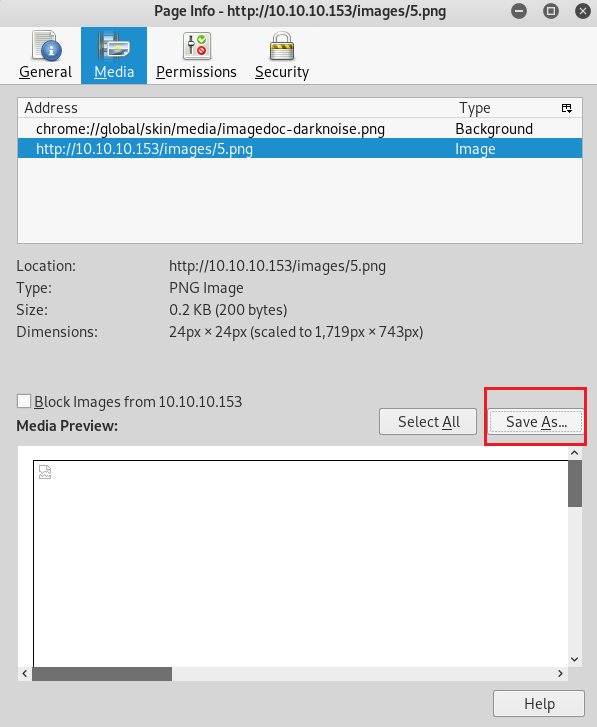 Page Info - http://10.10.10.153/images/5.png
General Media Permissions Security
Address Type
chrome://global/skin/media/imagedoc-darknoise.png Background
http://10.10.10.153/images/5.png Image
Location: http://10.10.10.153/images/5.png
Type: PNG Image
Size: 0.2 KB (200 bytes)
Dimensions: 24px × 24px (scaled to 1,719px × 743px)
Block Images from 10.10.10.153
Media Preview: Select All Save As...
Help